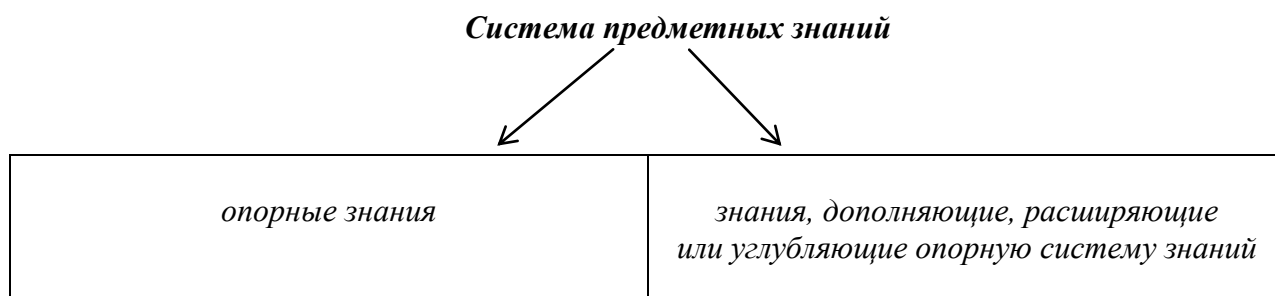 Система предметных знаний
опорные знания
знания, дополняющие, расширяющие
или углубляющие опорную систему знаний